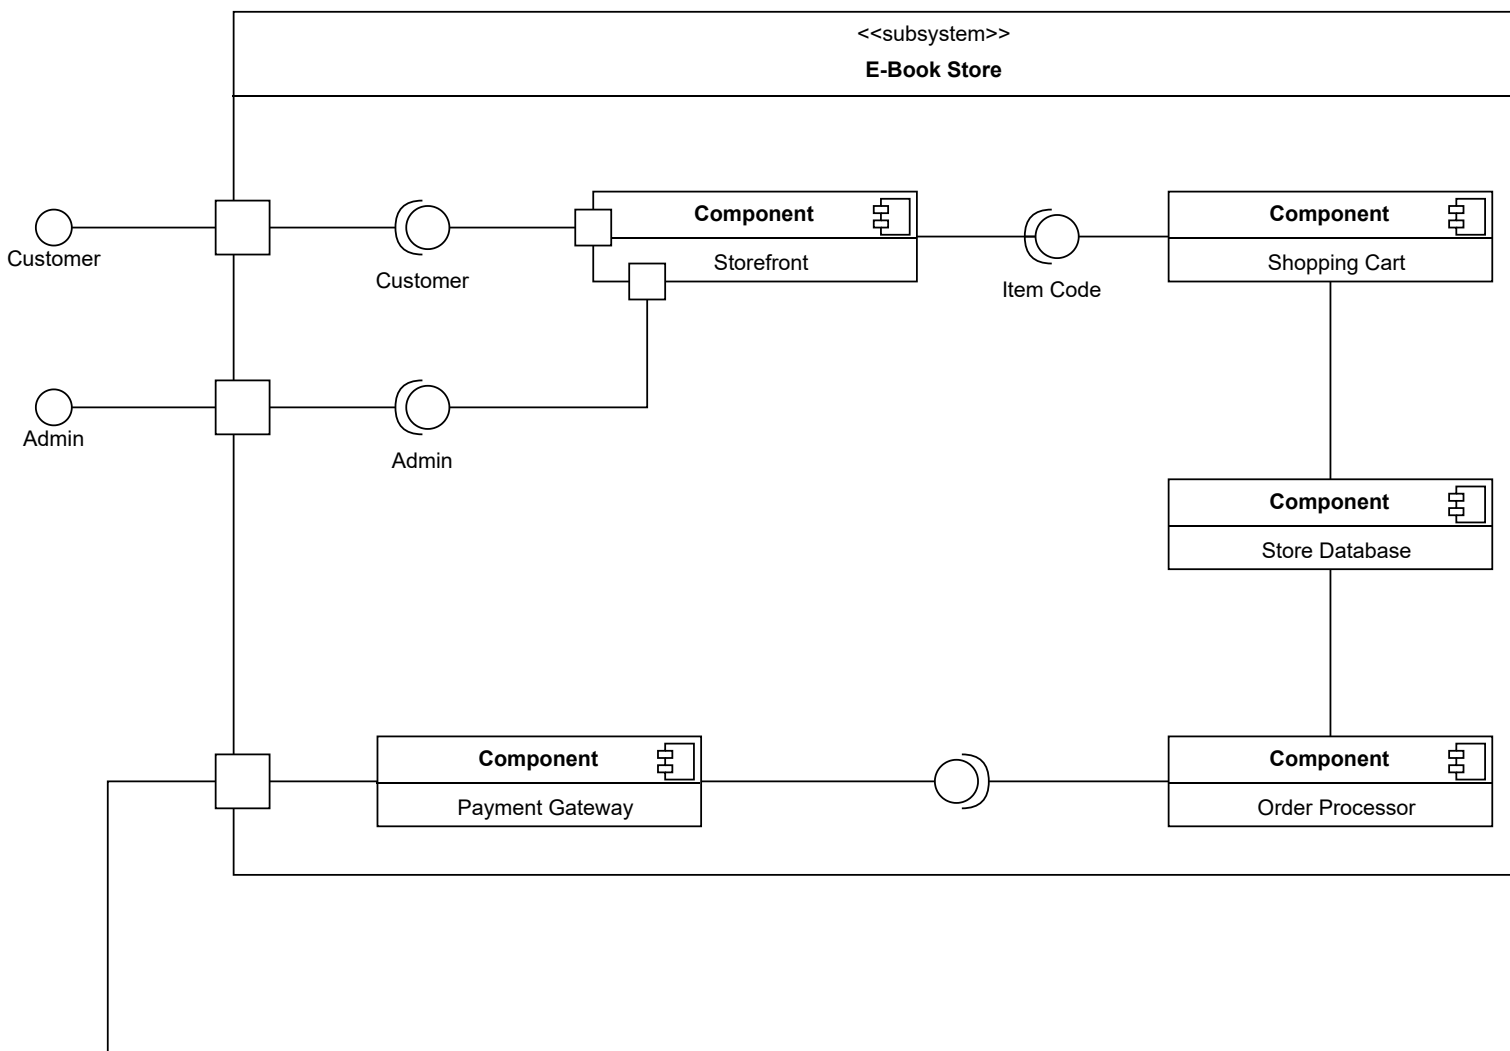 <<subsystem>>
E-Book Store
Component
Storefront
Component
Shopping Cart
Customer
Customer
Item Code
Admin
Admin
Component
Store Database
Component
Payment Gateway
Component
Order Processor